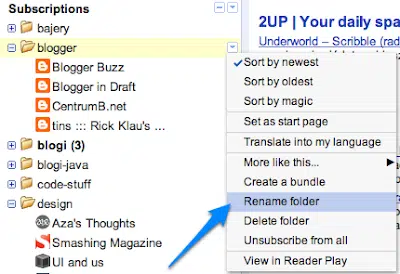 Subscriptions
bajery
blogger
Blogger Buzz
Blogger in Draft
CentrumB.net
tins ::: Rick Klau's ...
blogi (3)
blogi-java
code-stuff
design
Aza's Thoughts
Smashing Magazine
UI and us
2UP | Your daily spa
Underworld – Scribble (rad
Sort by newest
Sort by oldest
Sort by magic
Set as start page
Translate into my language
More like this...
Create a bundle
Rename folder
Delete folder
Unsubscribe from all
View in Reader Play